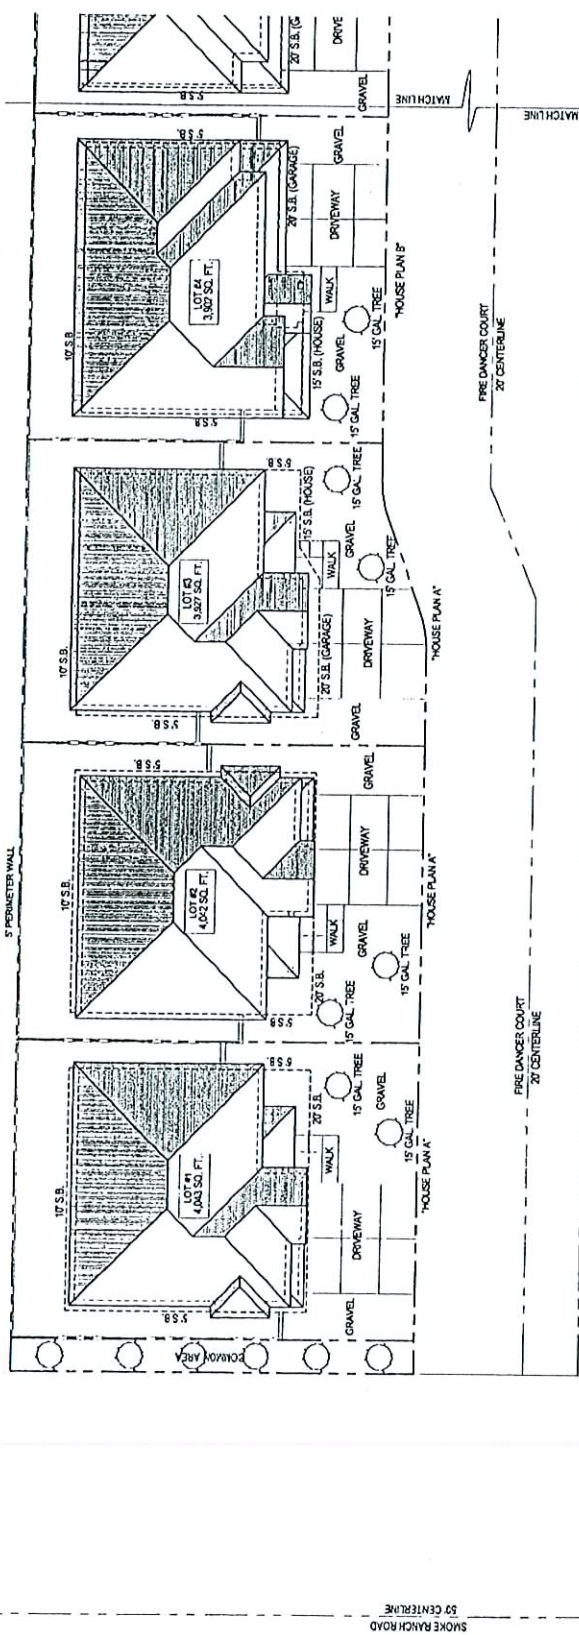 5' PERIMETER WALL
10' S.B.
5' S.B.
LOT #1
4,043 SQ. FT.
5' S.B.
20' S.B.
GRAVEL
DRIVEWAY
WALK
GRAVEL
15' GAL. TREE
15' GAL. TREE
"HOUSE PLAN A"
COMMON AREA
10' S.B.
5' S.B.
LOT #2
4,042 SQ. FT.
5' S.B.
20' S.B.
15' GAL. TREE
15' GAL. TREE
GRAVEL
WALK
DRIVEWAY
GRAVEL
"HOUSE PLAN A"
10' S.B.
5' S.B.
LOT #3
3,927 SQ. FT.
5' S.B.
20' S.B. (GARAGE)
15' S.B. (HOUSE)
GRAVEL
DRIVEWAY
WALK
GRAVEL
15' GAL. TREE
15' GAL. TREE
"HOUSE PLAN A"
10' S.B.
5' S.B.
LOT #4
3,902 SQ. FT.
5' S.B.
15' S.B. (HOUSE)
20' S.B. (GARAGE)
15' GAL. TREE
15' GAL. TREE
GRAVEL
WALK
DRIVEWAY
GRAVEL
"HOUSE PLAN B"
5' S.B.
20' S.B. (G
GRAVEL
DRIVE
MATCH LINE
MATCH LINE
FIRE DANCER COURT
20' CENTERLINE
FIRE DANCER COURT
20' CENTERLINE
SMOKE RANCH ROAD
50' CENTERLINE